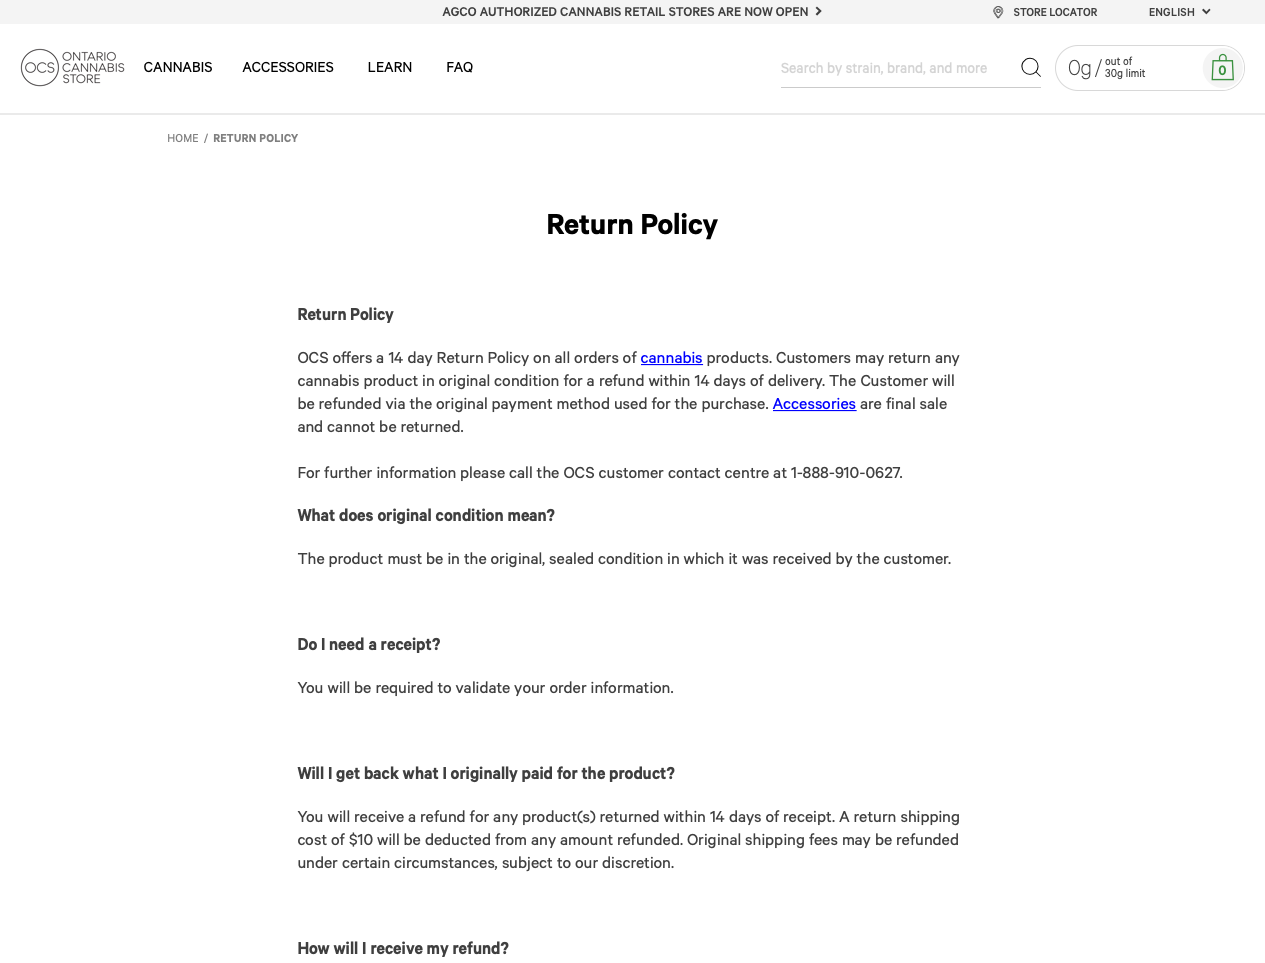 AGCO AUTHORIZED CANNABIS RETAIL STORES ARE NOW OPEN
STORE LOCATOR
ENGLISH
OCS
ONTARIO
CANNABIS
STORE
CANNABIS
ACCESSORIES
LEARN
FAQ
Search by strain, brand, and more
0g / out of
30g limit
0
HOME / RETURN POLICY
Return Policy
Return Policy
OCS offers a 14 day Return Policy on all orders of cannabis products. Customers may return any
cannabis product in original condition for a refund within 14 days of delivery. The Customer will
be refunded via the original payment method used for the purchase. Accessories are final sale
and cannot be returned.
For further information please call the OCS customer contact centre at 1-888-910-0627.
What does original condition mean?
The product must be in the original, sealed condition in which it was received by the customer.
Do I need a receipt?
You will be required to validate your order information.
Will I get back what I originally paid for the product?
You will receive a refund for any product(s) returned within 14 days of receipt. A return shipping
cost of $10 will be deducted from any amount refunded. Original shipping fees may be refunded
under certain circumstances, subject to our discretion.
How will I receive my refund?